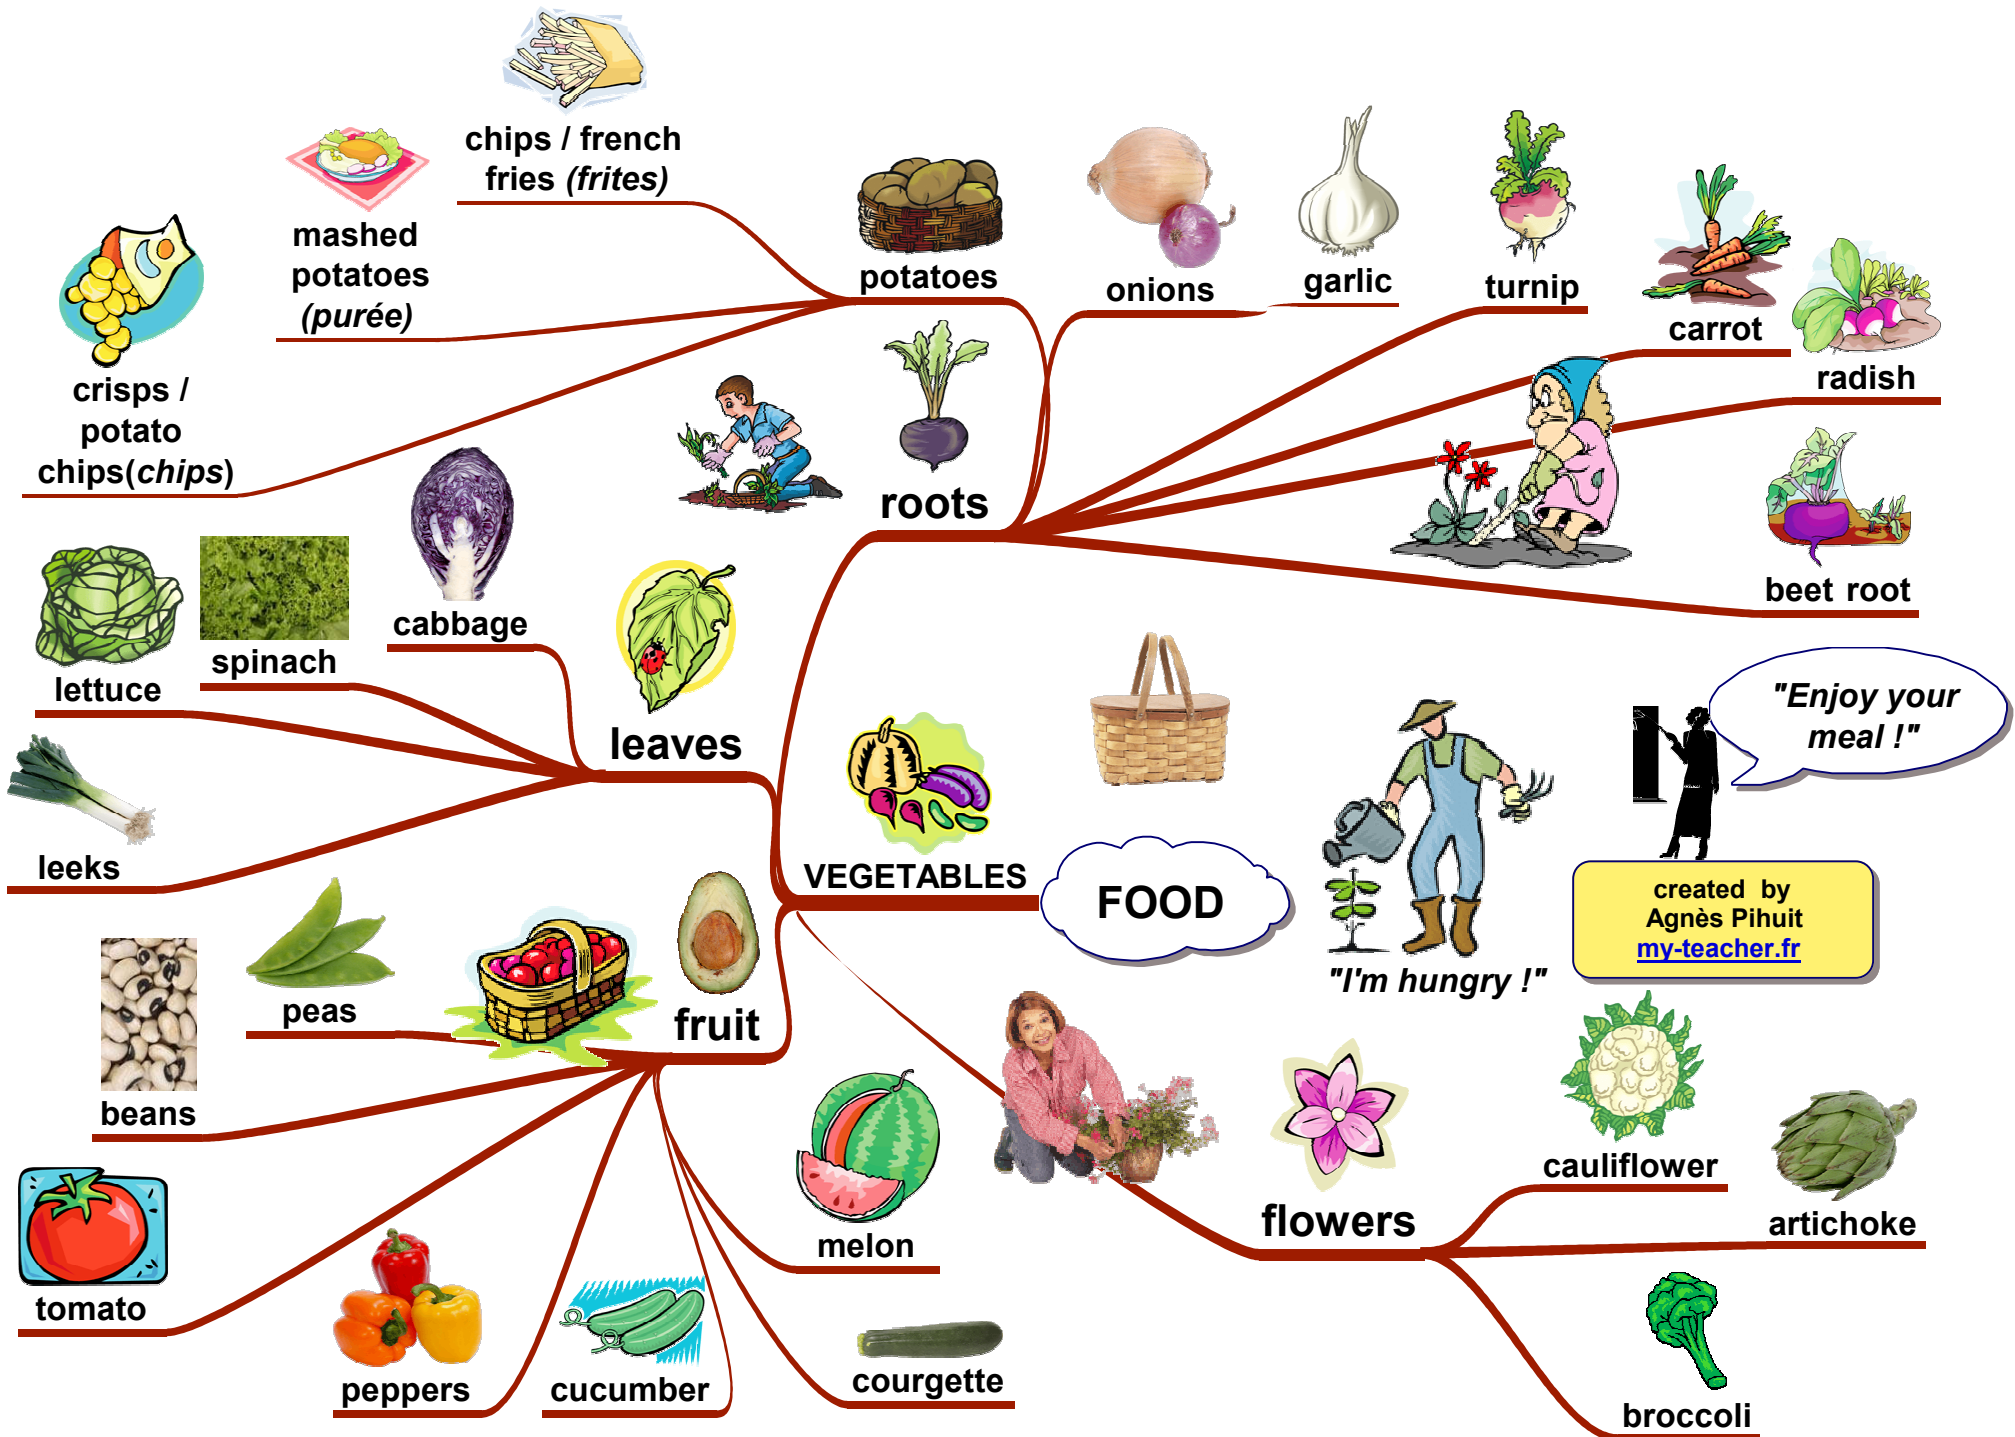 chips / french
fries (frites)
mashed
potatoes
(purée)
crisps /
potato
chips(chips)
potatoes
onions
garlic
turnip
carrot
radish
beet root
roots
cabbage
spinach
lettuce
leeks
leaves
VEGETABLES
FOOD
"I'm hungry !"
"Enjoy your
meal !"
created by
Agnès Pihuit
my-teacher.fr
fruit
peas
beans
tomato
peppers
cucumber
courgette
melon
flowers
cauliflower
artichoke
broccoli